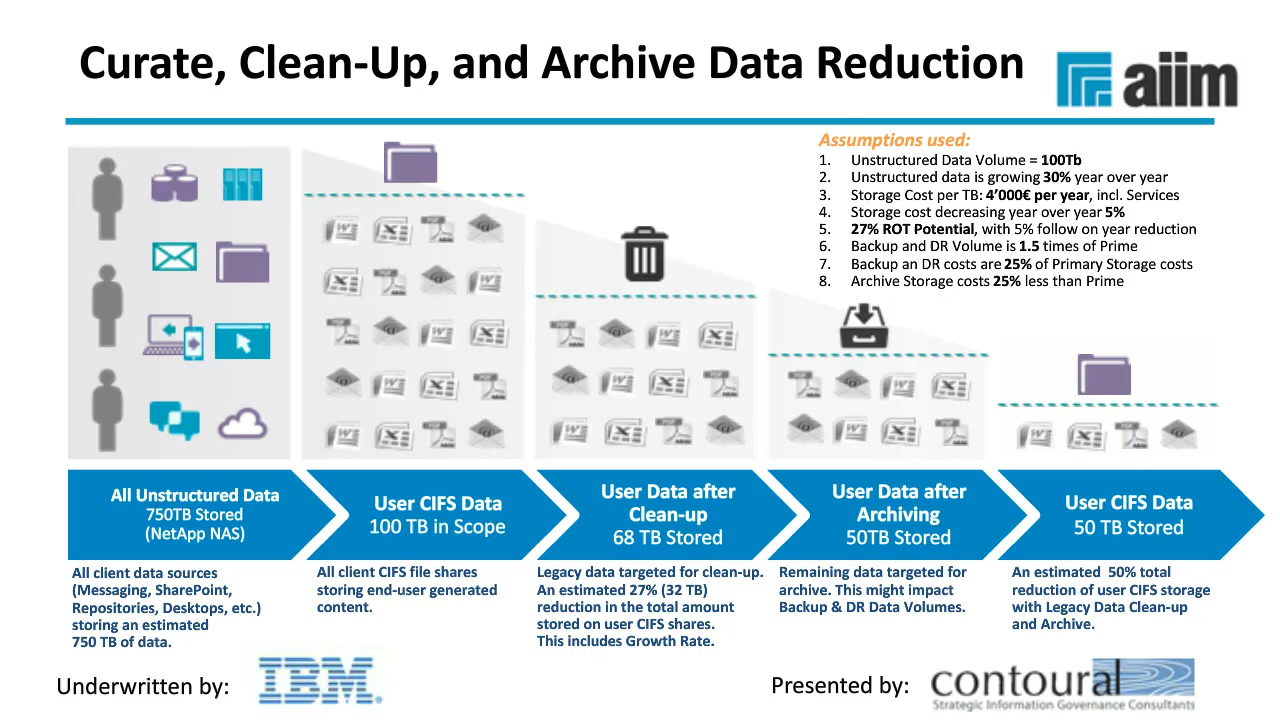 Curate, Clean-Up, and Archive Data Reduction
aiim
Assumptions used:
1. Unstructured Data Volume = 100Tb
2. Unstructured data is growing 30% year over year
3. Storage Cost per TB: 4’000€ per year, incl. Services
4. Storage cost decreasing year over year 5%
5. 27% ROT Potential, with 5% follow on year reduction
6. Backup and DR Volume is 1.5 times of Prime
7. Backup an DR costs are 25% of Primary Storage costs
8. Archive Storage costs 25% less than Prime
All Unstructured Data
750TB Stored
(NetApp NAS)
User CIFS Data
100 TB in Scope
User Data after
Clean-up
68 TB Stored
User Data after
Archiving
50TB Stored
User CIFS Data
50 TB Stored
All client data sources
(Messaging, SharePoint,
Repositories, Desktops, etc.)
storing an estimated
750 TB of data.
All client CIFS file shares
storing end-user generated
content.
Legacy data targeted for clean-up.
An estimated 27% (32 TB)
reduction in the total amount
stored on user CIFS shares.
This includes Growth Rate.
Remaining data targeted for
archive. This might impact
Backup & DR Data Volumes.
An estimated 50% total
reduction of user CIFS storage
with Legacy Data Clean-up
and Archive.
Underwritten by:
IBM
Presented by:
contoural
Strategic Information Governance Consultants